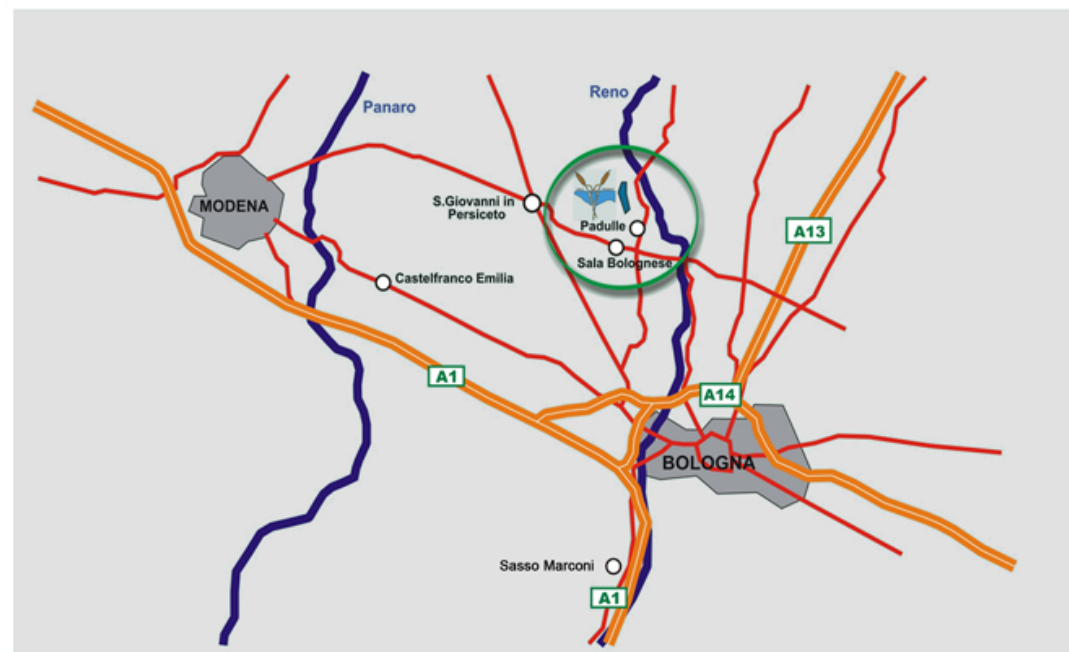 Panaro
Reno
MODENA
S.Giovanni in
Persiceto
Padulle
A13
Sala Bolognese
Castelfranco Emilia
A1
A14
BOLOGNA
Sasso Marconi
A1